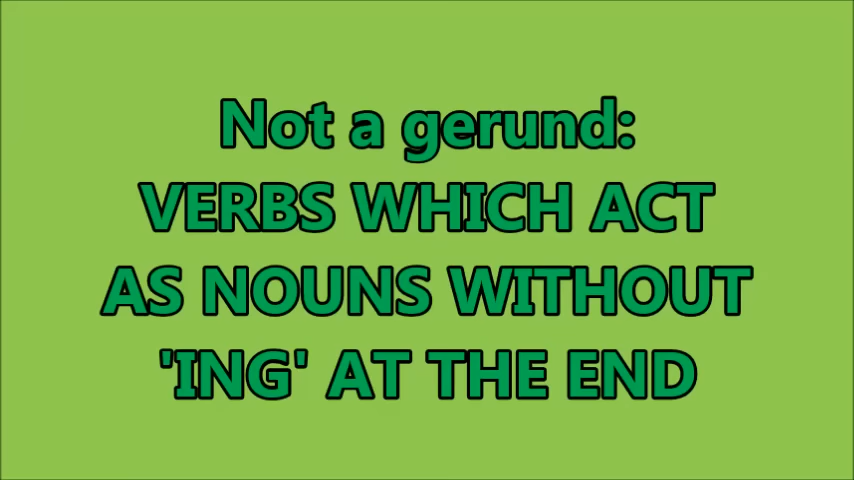 Not a gerund:
VERBS WHICH ACT
AS NOUNS WITHOUT
'ING' AT THE END